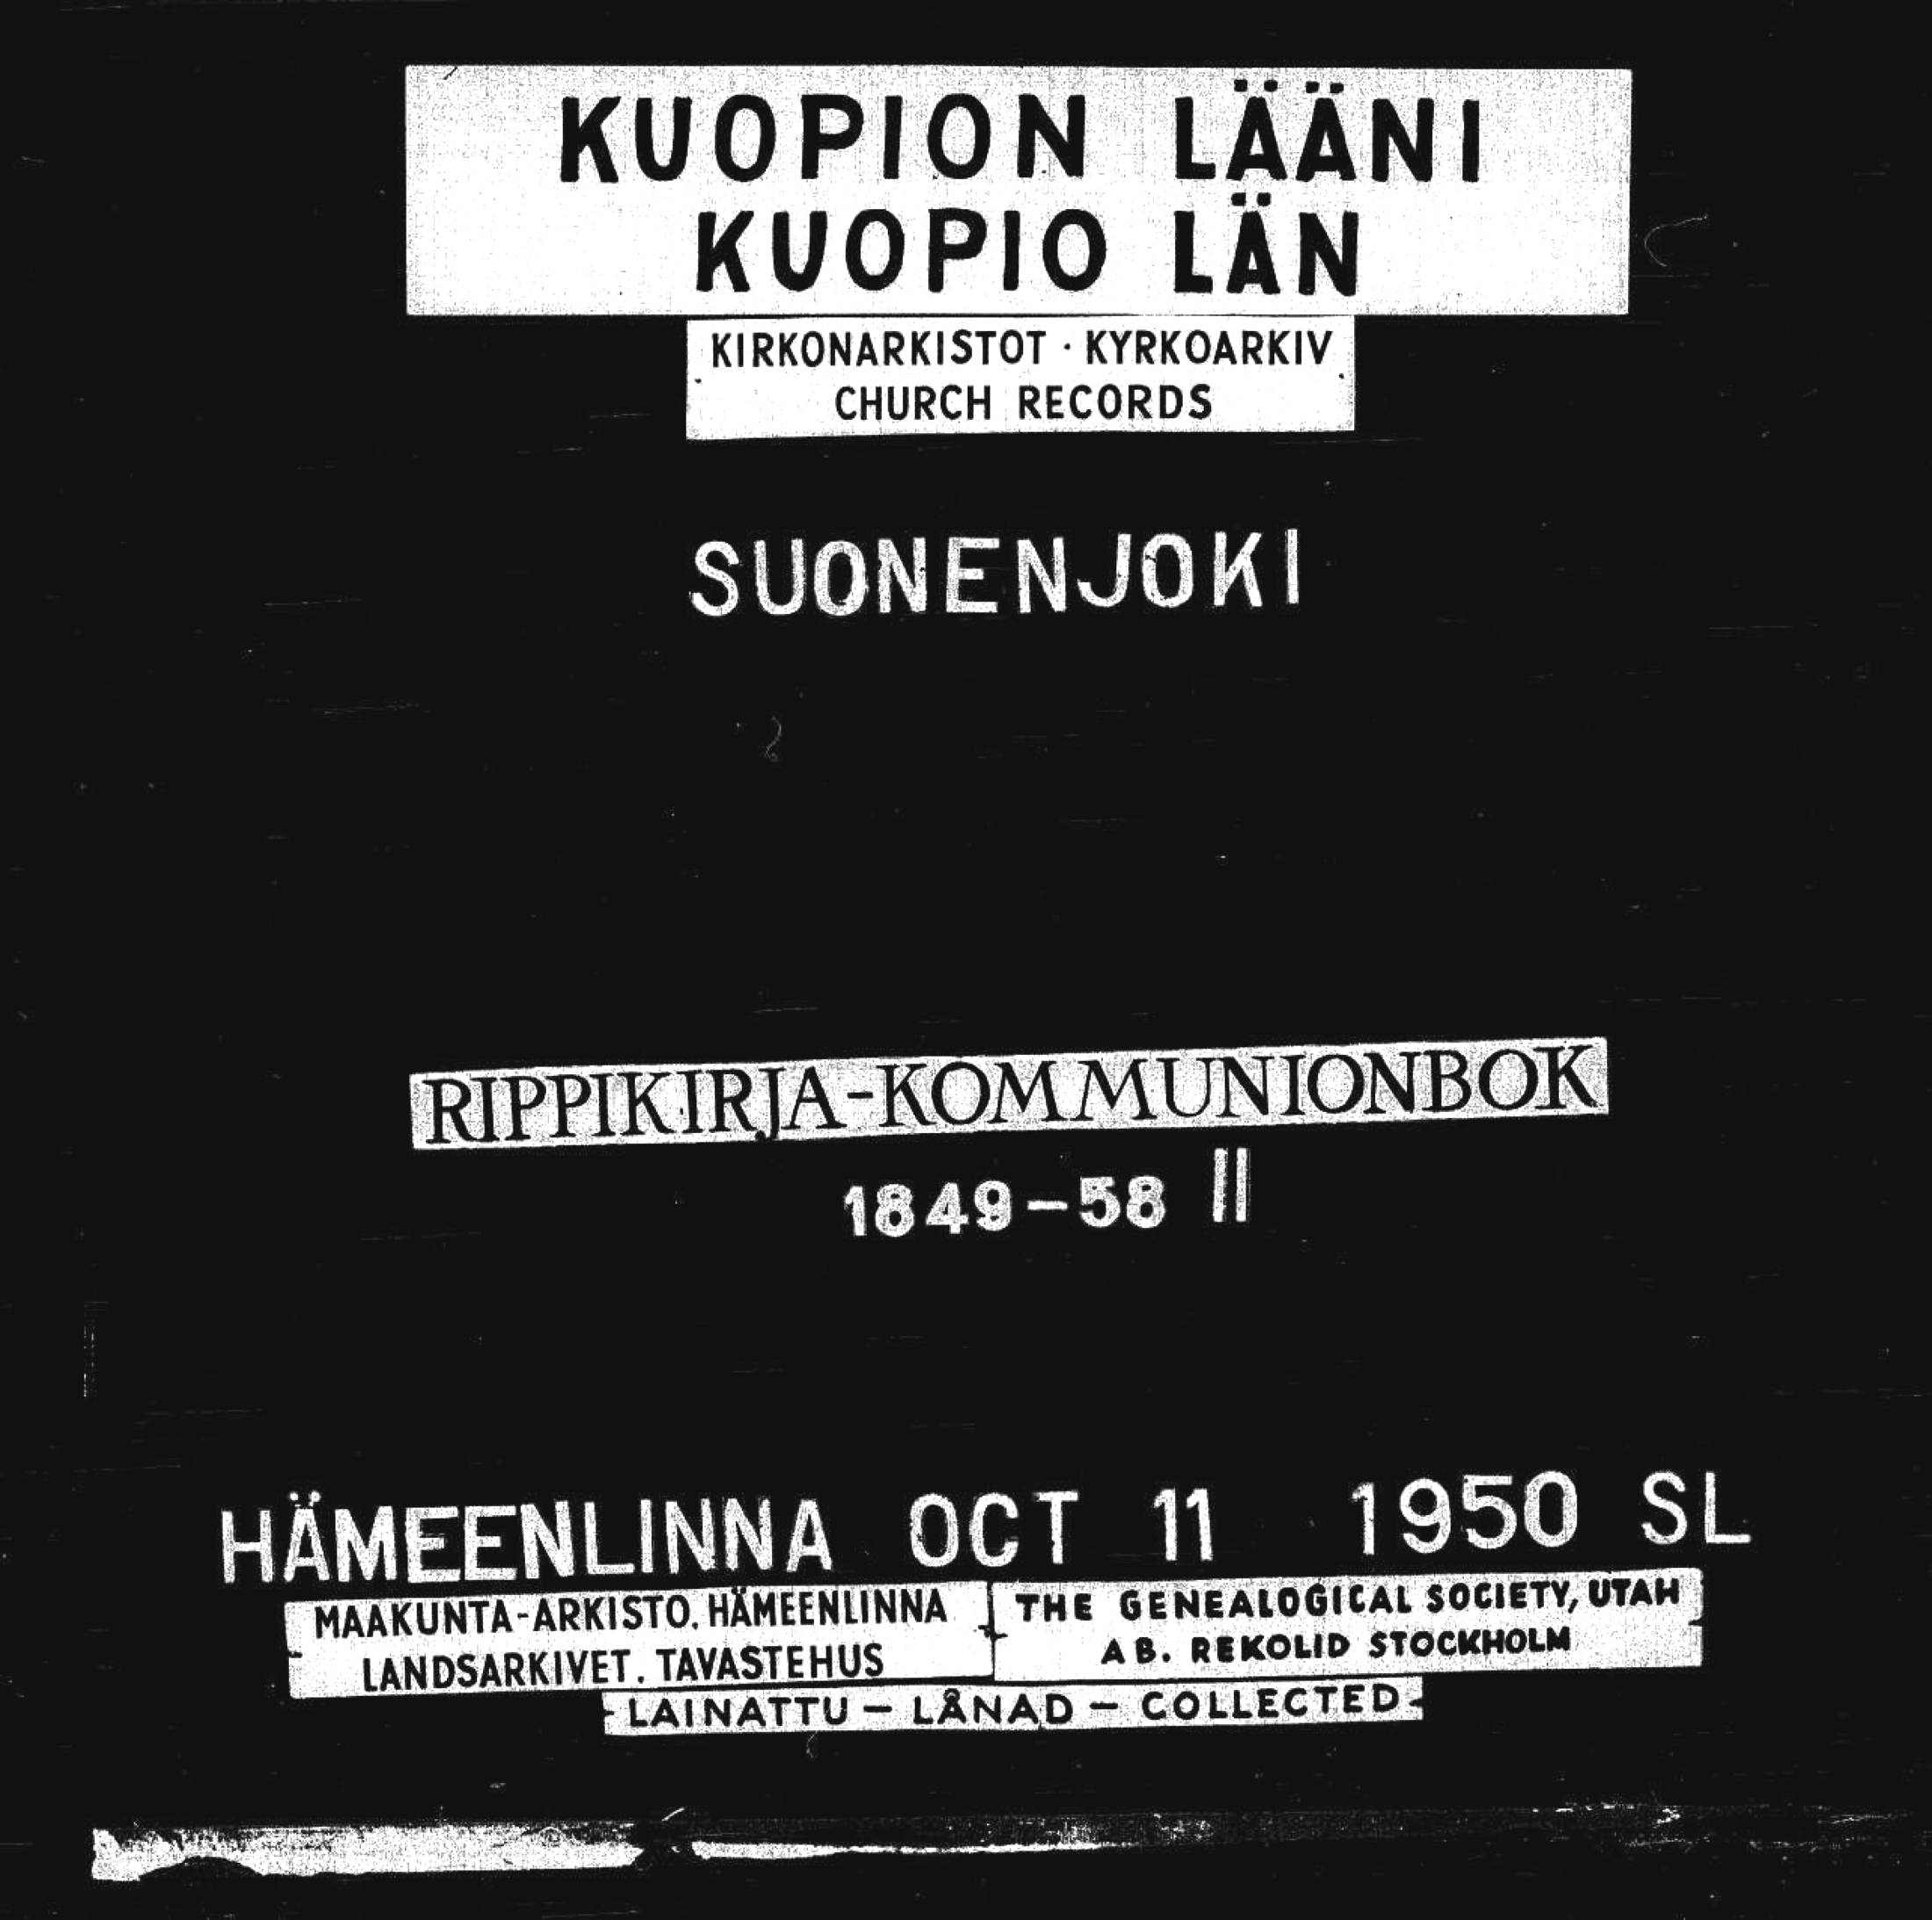 KUOPION LÄÄNI
KUOPIO LÄN
KIRKONARKISTOT · KYRKOARKIV
CHURCH RECORDS
SUONENJOKI
RIPPIKIRJA-KOMMUNIONBOK
1849-58 II
HÄMEENLINNA OCT 11 1950 SL
MAAKUNTA-ARKISTO. HÄMEENLINNA
LANDSARKIVET. TAVASTEHUS
THE GENEALOGICAL SOCIETY, UTAH
AB. REKOLID STOCKHOLM
LAINATTU - LÅNAD - COLLECTED